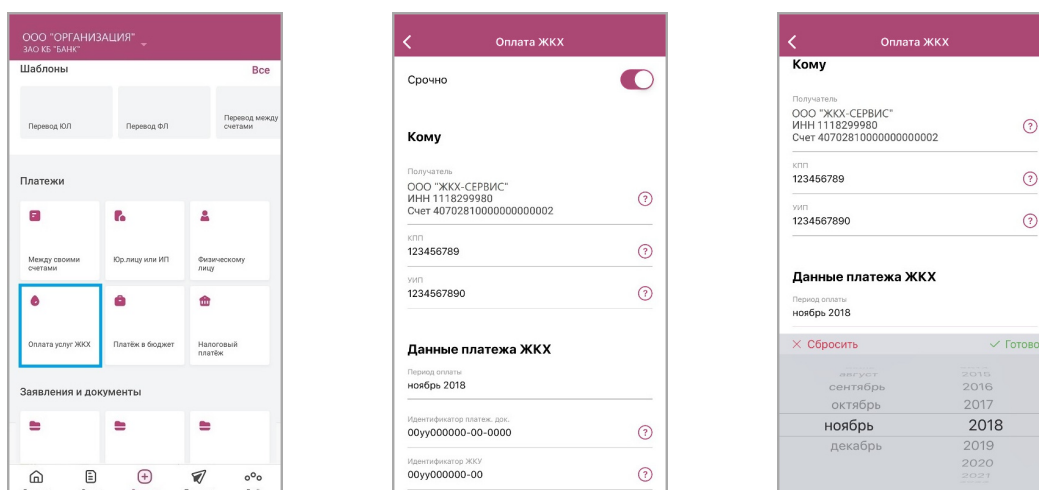 ООО "ОРГАНИЗАЦИЯ"
ЗАО КБ "БАНК"
Шаблоны
Все
Перевод ЮЛ
Перевод ФЛ
Перевод между
счетами
Платежи
Между своими
счетами
Юр.лицу или ИП
Физическому
лицу
Оплата услуг ЖКХ
Платёж в бюджет
Налоговый
платёж
Заявления и документы
Оплата ЖКХ
Срочно
Кому
Получатель
ООО "ЖКХ-СЕРВИС"
ИНН 1118299980
Счет 40702810000000000002
КПП
123456789
УИП
1234567890
Данные платежа ЖКХ
Период оплаты
ноябрь 2018
Идентификатор платеж. док.
00уу000000-00-0000
Идентификатор ЖКУ
00уу000000-00
Оплата ЖКХ
Кому
Получатель
ООО "ЖКХ-СЕРВИС"
ИНН 1118299980
Счет 40702810000000000002
КПП
123456789
УИП
1234567890
Данные платежа ЖКХ
Период оплаты
ноябрь 2018
Сбросить
Готово
август 2015
сентябрь 2016
октябрь 2017
ноябрь 2018
декабрь 2019
2020
2021